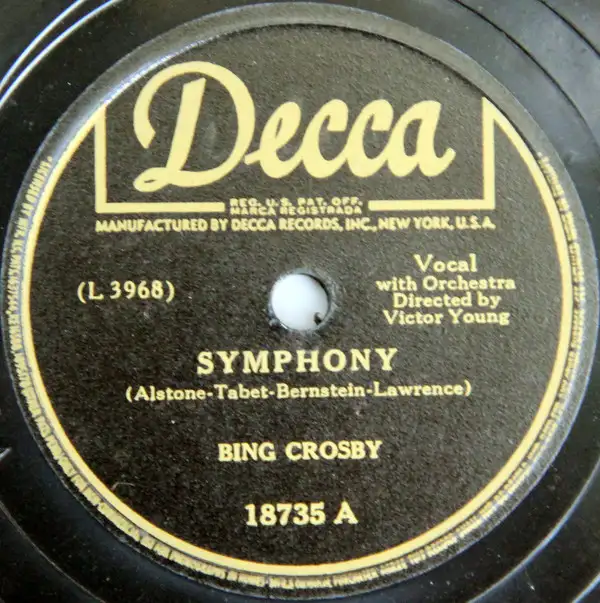 Decca
REG. U.S. PAT. OFF.
MARCA REGISTRADA
MANUFACTURED BY DECCA RECORDS, INC., NEW YORK, U.S.A.
(L 3968)
Vocal
with Orchestra
Directed by
Victor Young
SYMPHONY
(Alstone-Tabet-Bernstein-Lawrence)
BING CROSBY
18735 A